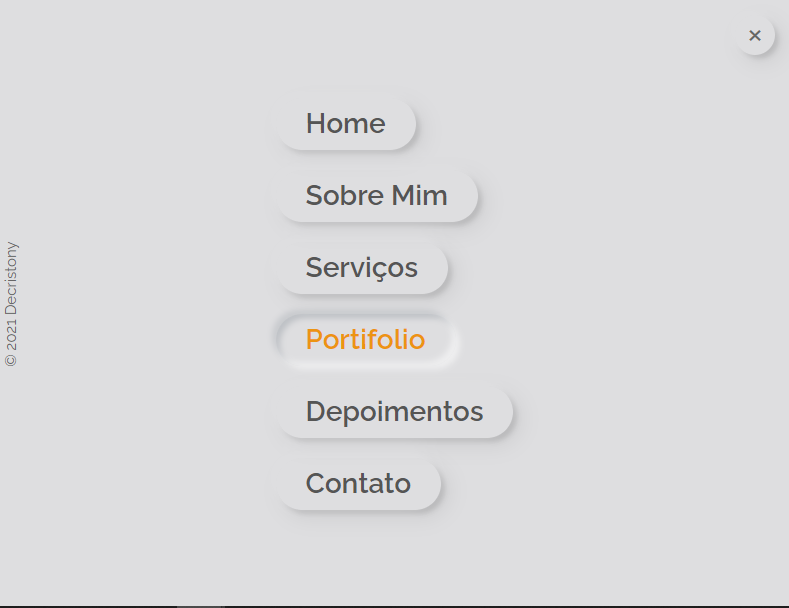 Home
Sobre Mim
Serviços
Portifolio
Depoimentos
Contato
© 2021 Decristony